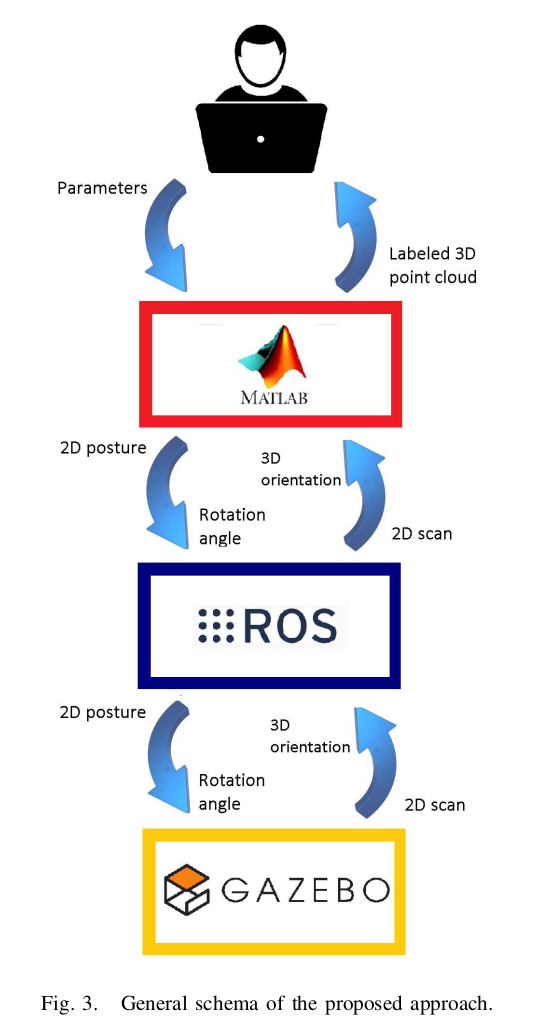 Parameters
Labeled 3D
point cloud
MATLAB
2D posture
3D
orientation
Rotation
angle
2D scan
ROS
2D posture
3D
orientation
Rotation
angle
2D scan
GAZEBO
Fig. 3. General schema of the proposed approach.